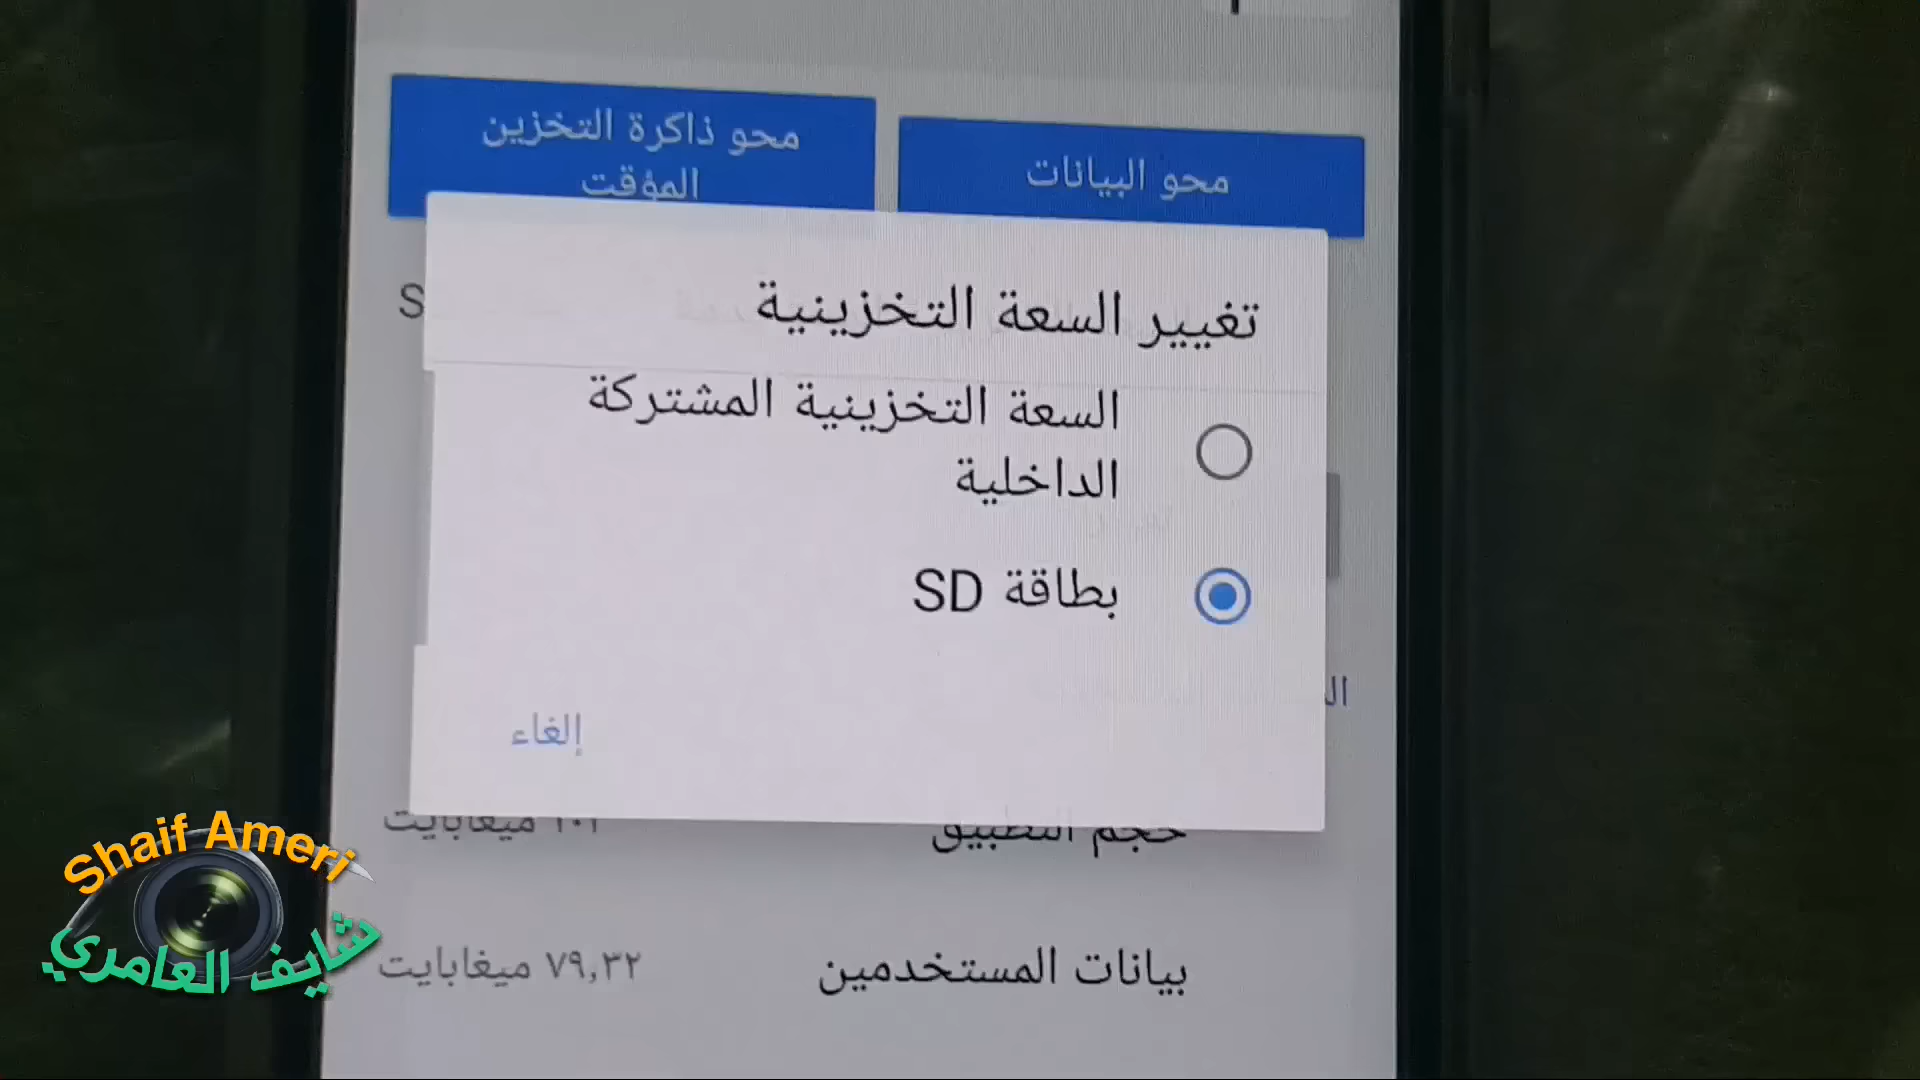 محو البيانات
محو ذاكرة التخزين
المؤقت
تغيير السعة التخزينية
السعة التخزينية المشتركة
الداخلية
بطاقة SD
إلغاء
حجم التطبيق
ميغابايت
بيانات المستخدمين ٧٩,٣٢ ميغابايت
Shaif Ameri
شايف العامري